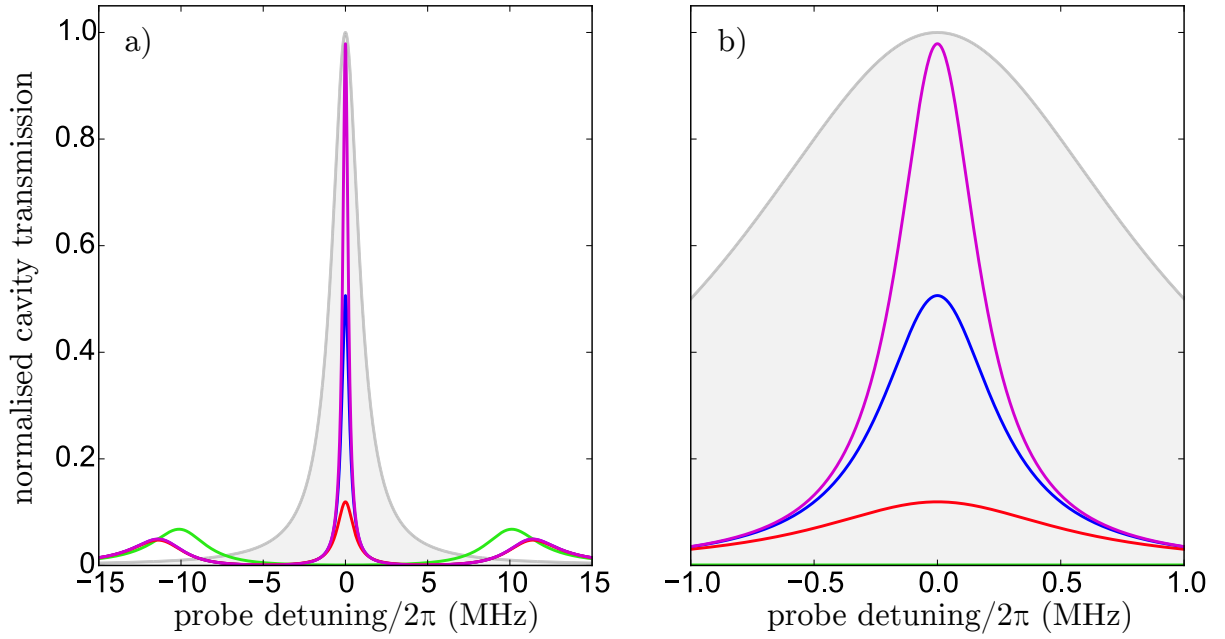 a)
b)
normalised cavity transmission
1.0
0.8
0.6
0.4
0.2
0
−15 −10 −5 0 5 10 15
−1.0 −0.5 0.0 0.5 1.0
probe detuning/2π (MHz)
probe detuning/2π (MHz)